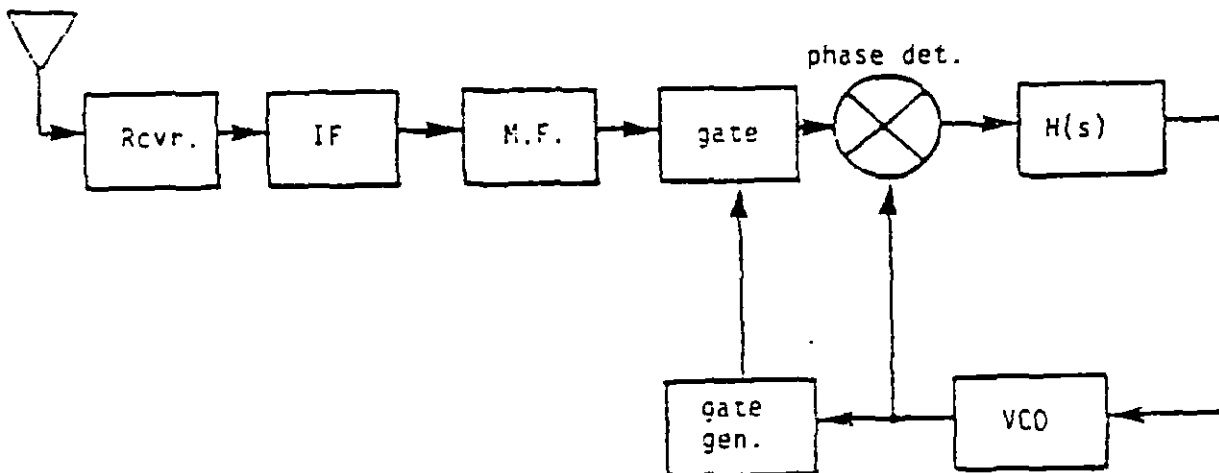 phase det.
Rcvr.
IF
M.F.
gate
H(s)
gate
gen.
VCO